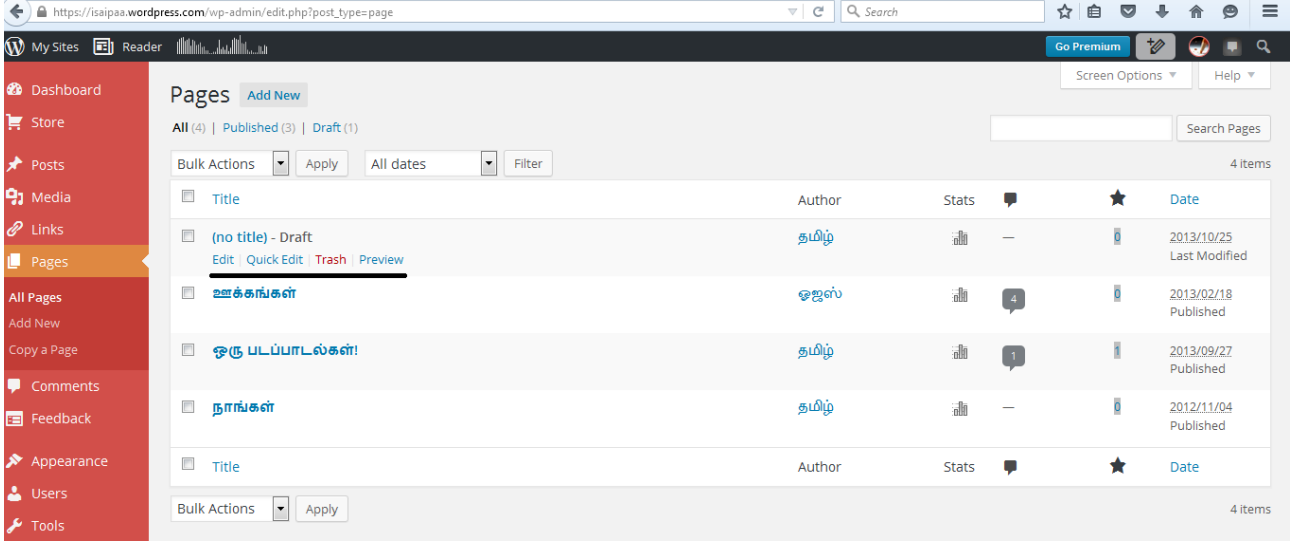 https://isaipaa.wordpress.com/wp-admin/edit.php?post_type=page
Search
My Sites
Reader
Go Premium
Screen Options
Help
Dashboard
Store
Posts
Media
Links
Pages
All Pages
Add New
Copy a Page
Comments
Feedback
Appearance
Users
Tools
Pages Add New
All (4) | Published (3) | Draft (1)
Search Pages
Bulk Actions Apply All dates Filter 4 items
Title Author Stats Date
(no title) - Draft தமிழ் — 0 2013/10/25
Edit | Quick Edit | Trash | Preview Last Modified
ஊக்கங்கள் ஓஜஸ் 4 0 2013/02/18
Published
ஒரு படப்பாடல்கள்! தமிழ் 1 1 2013/09/27
Published
நாங்கள் தமிழ் — 0 2012/11/04
Published
Title Author Stats Date
Bulk Actions Apply 4 items